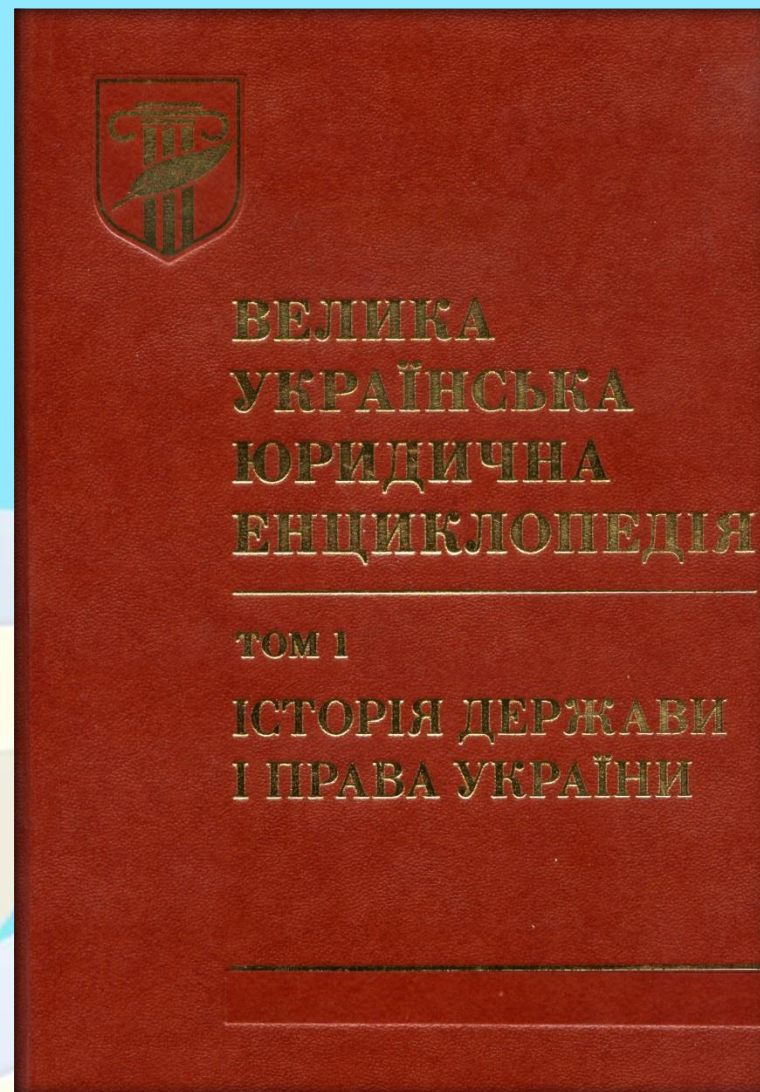 ВЕЛИКА
УКРАЇНСЬКА
ЮРИДИЧНА
ЕНЦИКЛОПЕДІЯ
ТОМ 1
ІСТОРІЯ ДЕРЖАВИ
І ПРАВА УКРАЇНИ